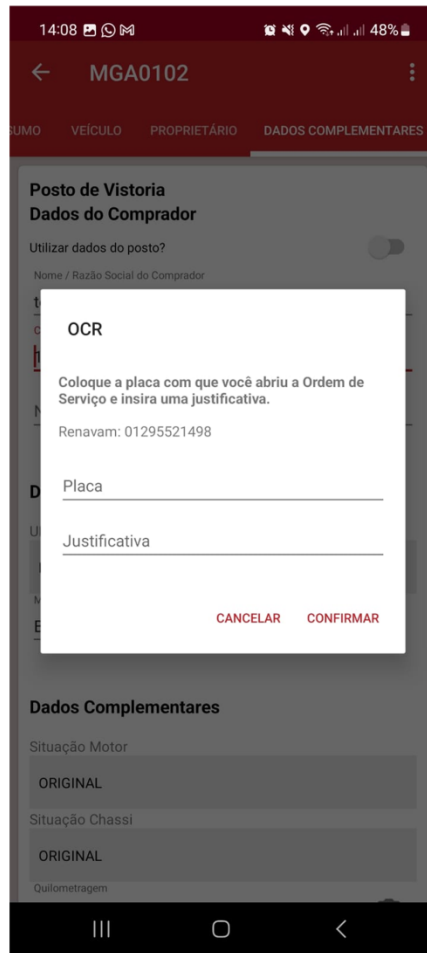 14:08 48%
MGA0102
SUMO VEÍCULO PROPRIETÁRIO DADOS COMPLEMENTARES
Posto de Vistoria
Dados do Comprador
Utilizar dados do posto?
Nome / Razão Social do Comprador
OCR
Coloque a placa com que você abriu a Ordem de
Serviço e insira uma justificativa.
Renavam: 01295521498
Placa
Justificativa
CANCELAR CONFIRMAR
Dados Complementares
Situação Motor
ORIGINAL
Situação Chassi
ORIGINAL
Quilometragem